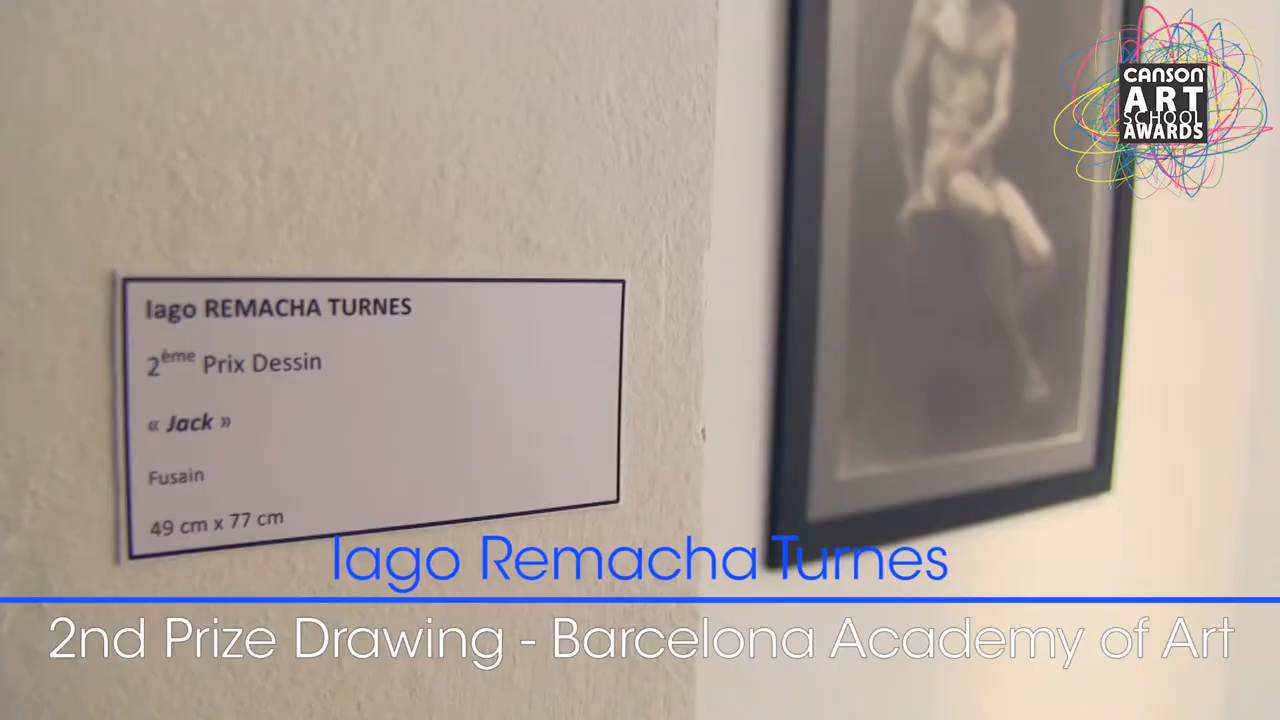 CANSON
ART
SCHOOL
AWARDS
Iago REMACHA TURNES
2ème Prix Dessin
« Jack »
Fusain
49 cm x 77 cm
Iago Remacha Turnes
2nd Prize Drawing - Barcelona Academy of Art